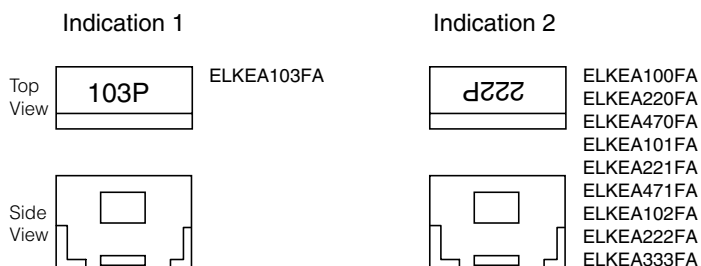 Indication 1
Indication 2
Top
View
103P
ELKEA103FA
222P
ELKEA100FA
ELKEA220FA
ELKEA470FA
ELKEA101FA
ELKEA221FA
ELKEA471FA
ELKEA102FA
ELKEA222FA
ELKEA333FA
Side
View